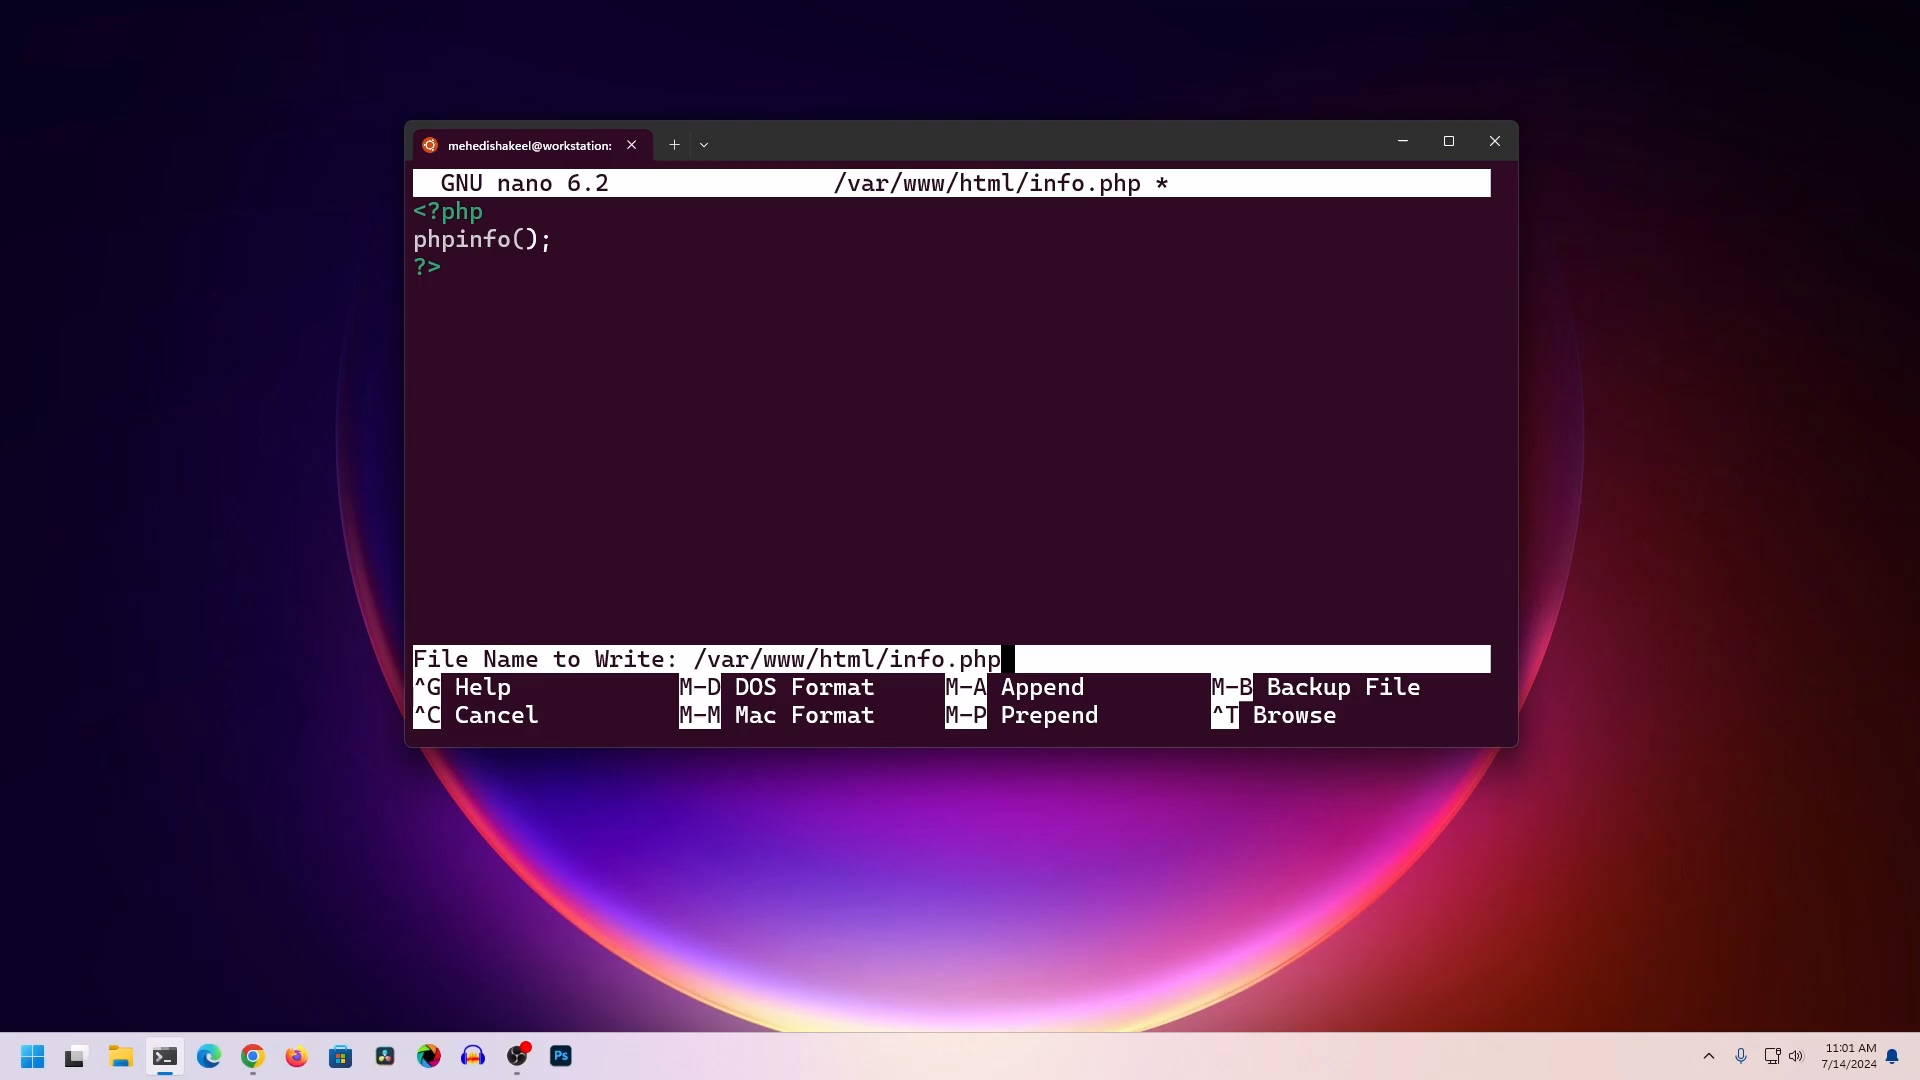 mehedishakeel@workstation:
GNU nano 6.2 /var/www/html/info.php *
<?php
phpinfo();
?>
File Name to Write: /var/www/html/info.php
^G Help M-D DOS Format M-A Append M-B Backup File
^C Cancel M-M Mac Format M-P Prepend ^T Browse
Ps
11:01 AM
7/14/2024